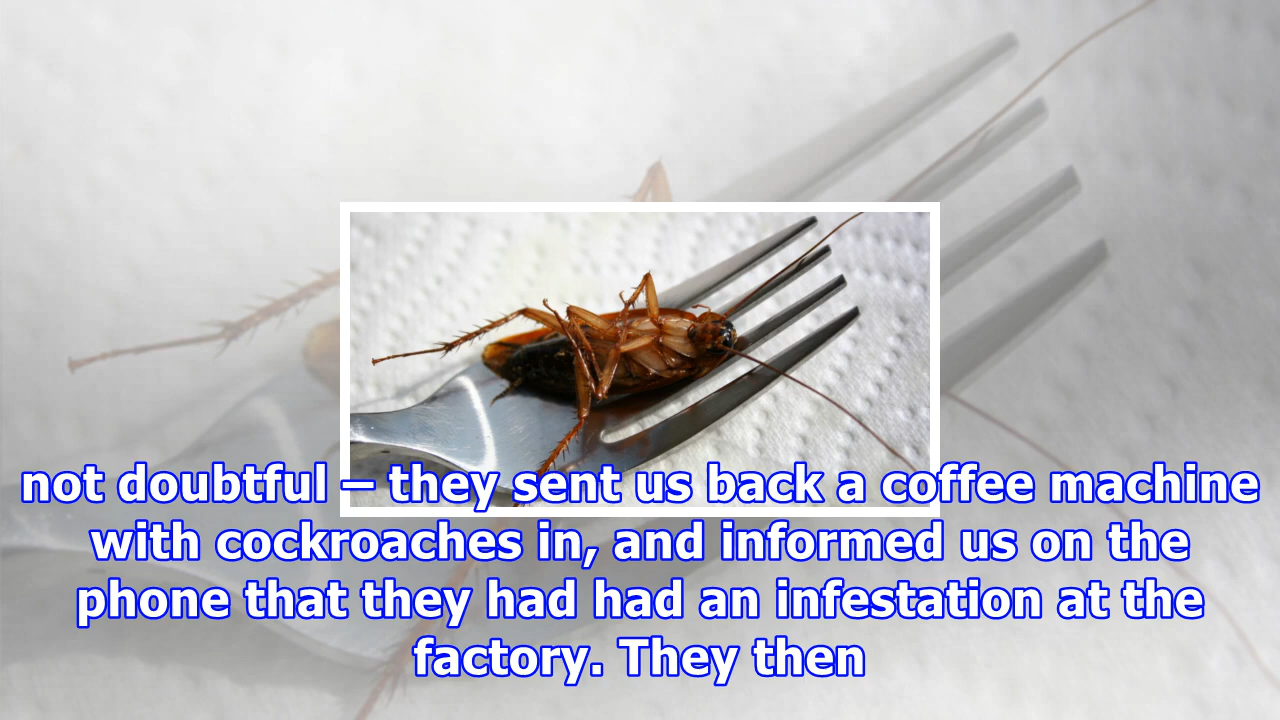 not doubtful – they sent us back a coffee machine
with cockroaches in, and informed us on the
phone that they had had an infestation at the
factory. They then